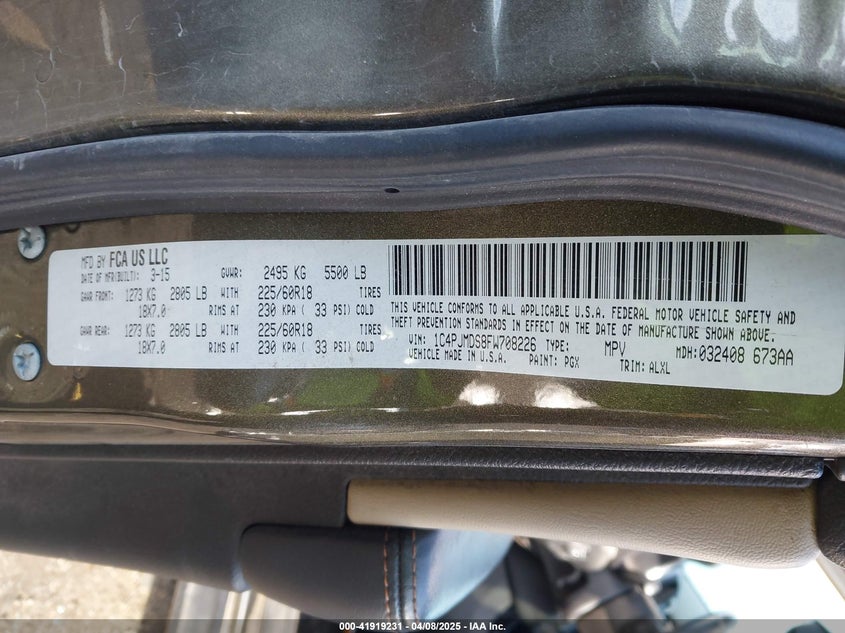 MFD BY FCA US LLC
DATE OF MFR(BUILT): 3-15 GVWR: 2495 KG 5500 LB
GAWR FRONT: 1273 KG 2805 LB WITH 225/60R18 TIRES
18X7.0 RIMS AT 230 KPA ( 33 PSI) COLD
GAWR REAR: 1273 KG 2805 LB WITH 225/60R18 TIRES
18X7.0 RIMS AT 230 KPA ( 33 PSI) COLD
THIS VEHICLE CONFORMS TO ALL APPLICABLE U.S.A. FEDERAL MOTOR VEHICLE SAFETY AND
THEFT PREVENTION STANDARDS IN EFFECT ON THE DATE OF MANUFACTURE SHOWN ABOVE.
VIN: 1C4PJMDS8FW708226 TYPE: MPV MDH: 032408 673AA
VEHICLE MADE IN U.S.A. PAINT: PGX TRIM: ALXL
000-41919231 04/08/2025 - IAA Inc.